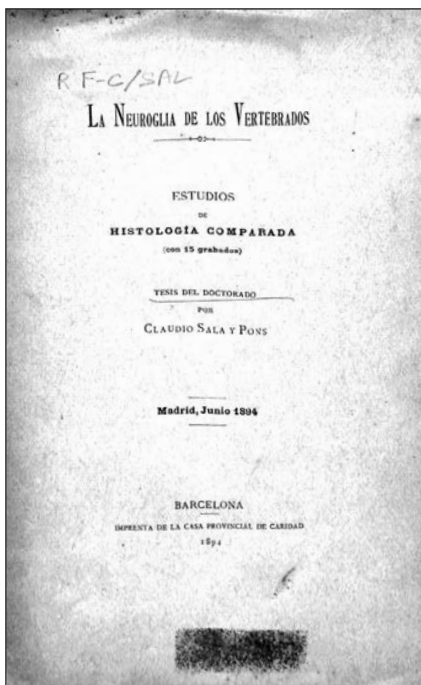 R F-C/SAL
LA NEUROGLIA DE LOS VERTEBRADOS
ESTUDIOS
DE
HISTOLOGÍA COMPARADA
(con 15 grabados)
TESIS DEL DOCTORADO
POR
CLAUDIO SALA Y PONS
Madrid, Junio 1894
BARCELONA
IMPRENTA DE LA CASA PROVINCIAL DE CARIDAD
1894